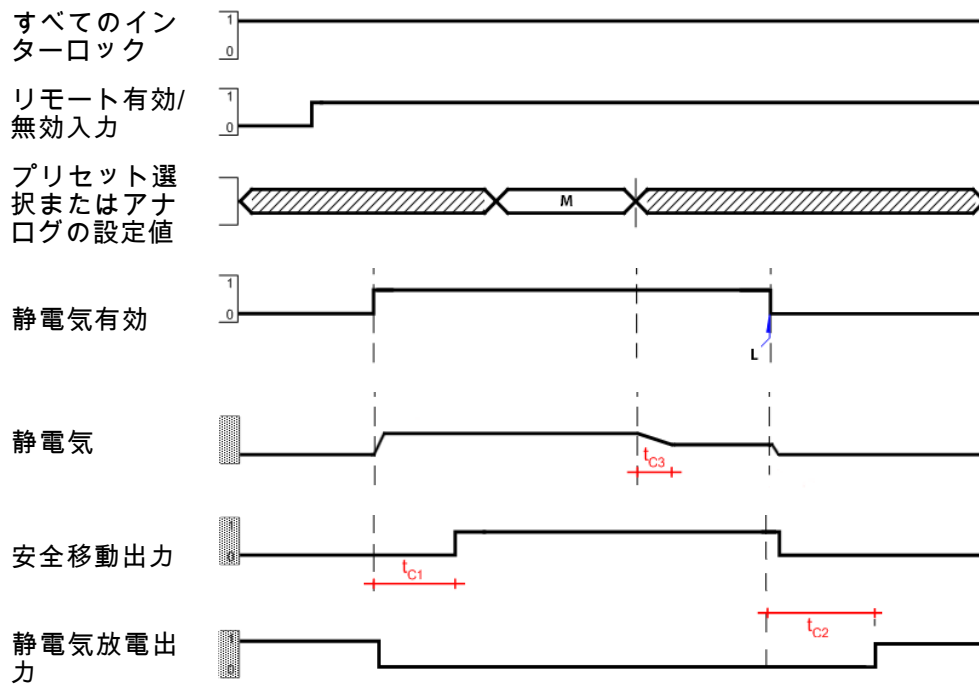 すべてのイン
ターロック
1
0
リモート有効/
無効入力
1
0
プリセット選
択またはアナ
ログの設定値
M
静電気有効
1
0
L
静電気
tC3
安全移動出力
1
0
tC1
静電気放電出
力
1
0
tC2